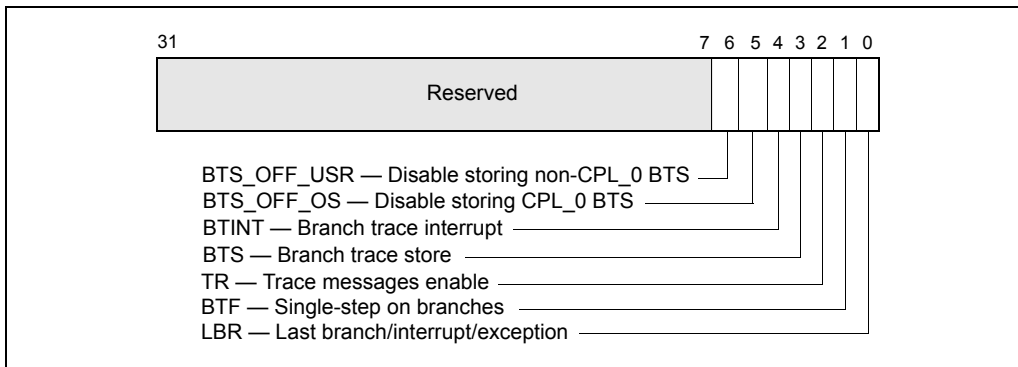 31 7 6 5 4 3 2 1 0
Reserved
BTS_OFF_USR — Disable storing non-CPL_0 BTS
BTS_OFF_OS — Disable storing CPL_0 BTS
BTINT — Branch trace interrupt
BTS — Branch trace store
TR — Trace messages enable
BTF — Single-step on branches
LBR — Last branch/interrupt/exception